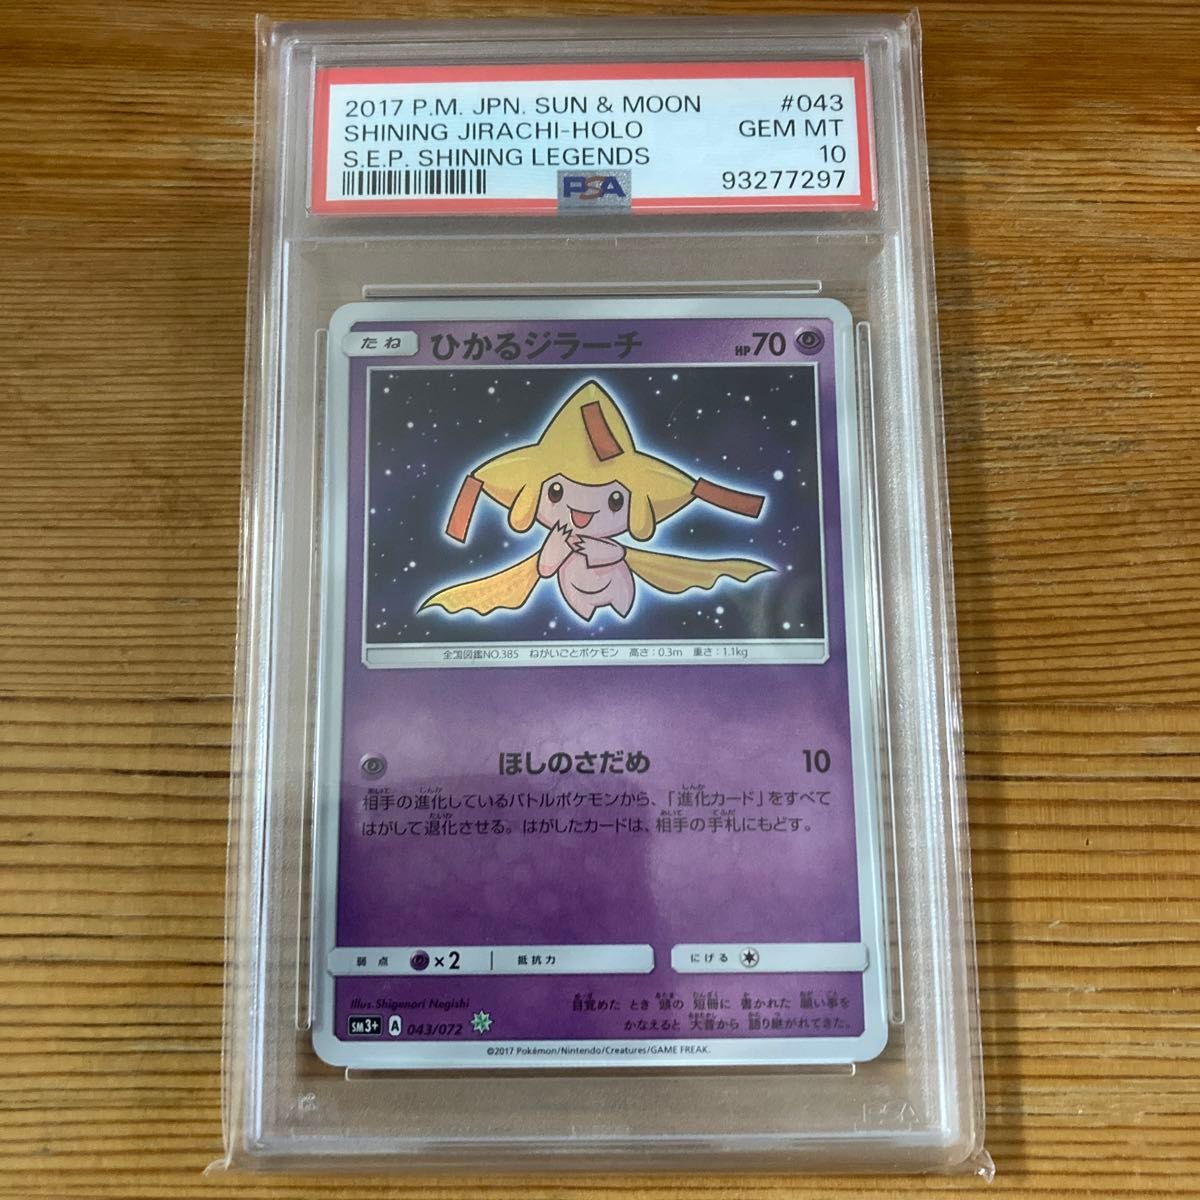 2017 P.M. JPN. SUN & MOON #043
SHINING JIRACHI-HOLO GEM MT
S.E.P. SHINING LEGENDS 10
PSA 93277297
たね ひかるジラーチ HP70
全国図鑑NO.385 ねがいごとポケモン 高さ:0.3m 重さ:1.1kg
ほしのさだめ 10
相手の進化しているバトルポケモンから、「進化カード」をすべて
はがして退化させる。はがしたカードは、相手の手札にもどす。
弱点 ×2 抵抗力 にげる
Illus. Shigenori Negishi
目覚めた とき 頭の 短冊に 書かれた 願い事を
かなえると 大昔から 語り継がれてきた。
SM3+ A 043/072
©2017 Pokémon/Nintendo/Creatures/GAME FREAK.
PSA